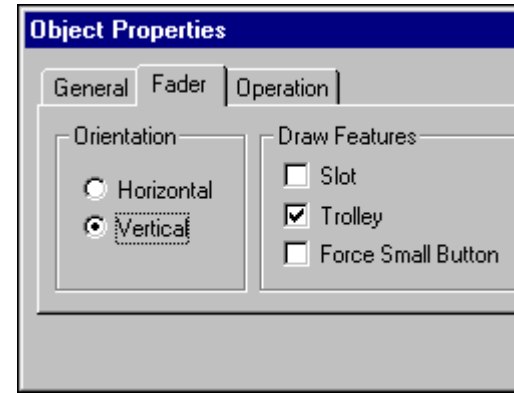 Object Properties
General Fader Operation
Orientation
Horizontal
Vertical
Draw Features
Slot
Trolley
Force Small Button